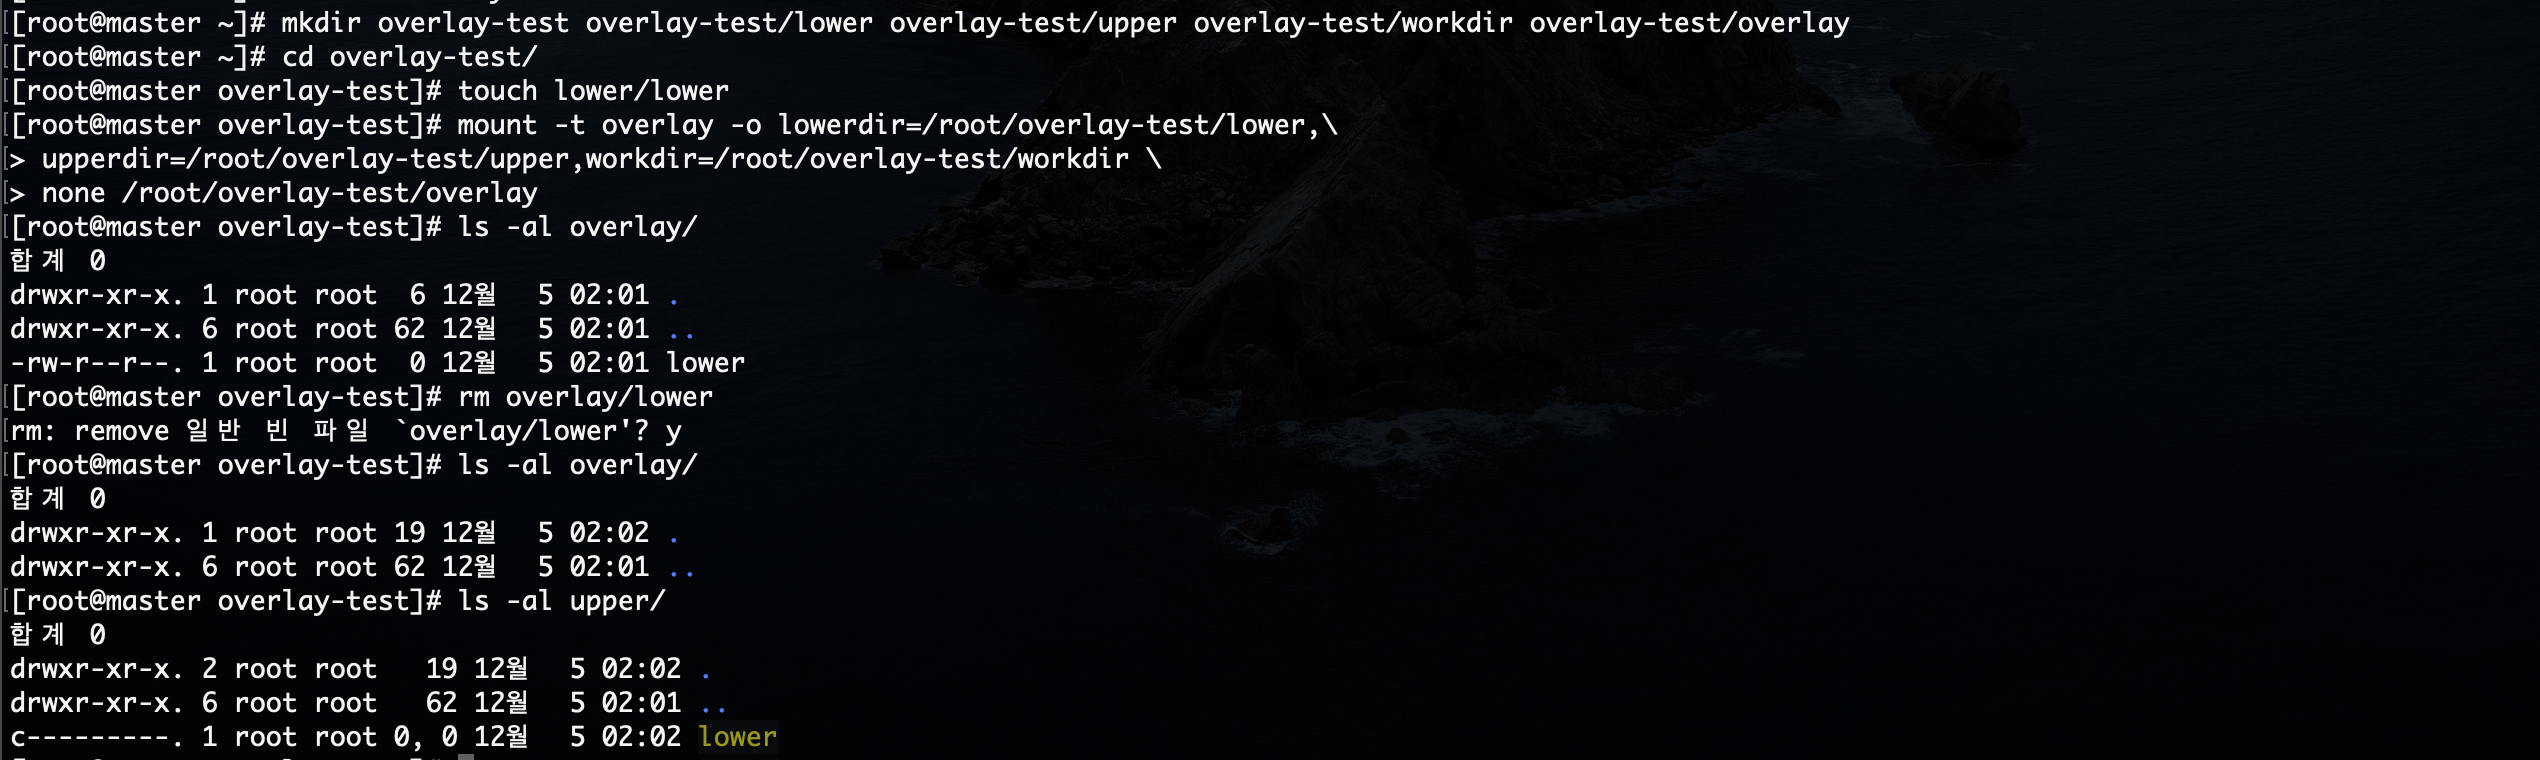 [root@master ~]# mkdir overlay-test overlay-test/lower overlay-test/upper overlay-test/workdir overlay-test/overlay
[root@master ~]# cd overlay-test/
[root@master overlay-test]# touch lower/lower
[root@master overlay-test]# mount -t overlay -o lowerdir=/root/overlay-test/lower,\
> upperdir=/root/overlay-test/upper,workdir=/root/overlay-test/workdir \
> none /root/overlay-test/overlay
[root@master overlay-test]# ls -al overlay/
합계 0
drwxr-xr-x. 1 root root  6 12월  5 02:01 .
drwxr-xr-x. 6 root root 62 12월  5 02:01 ..
-rw-r--r--. 1 root root  0 12월  5 02:01 lower
[root@master overlay-test]# rm overlay/lower
rm: remove 일반 빈 파일 `overlay/lower'? y
[root@master overlay-test]# ls -al overlay/
합계 0
drwxr-xr-x. 1 root root 19 12월  5 02:02 .
drwxr-xr-x. 6 root root 62 12월  5 02:01 ..
[root@master overlay-test]# ls -al upper/
합계 0
drwxr-xr-x. 2 root root   19 12월  5 02:02 .
drwxr-xr-x. 6 root root   62 12월  5 02:01 ..
c---------. 1 root root 0, 0 12월  5 02:02 lower